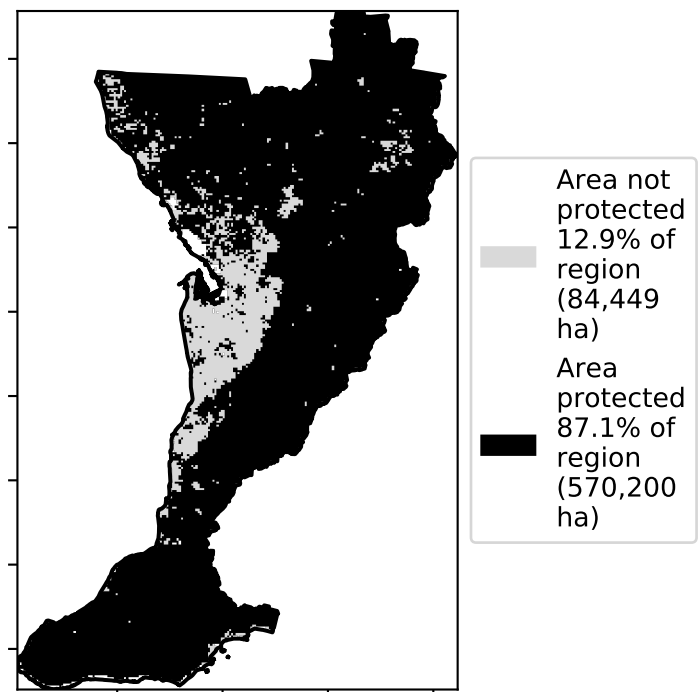 Area not
protected
12.9% of
region
(84,449
ha)
Area
protected
87.1% of
region
(570,200
ha)